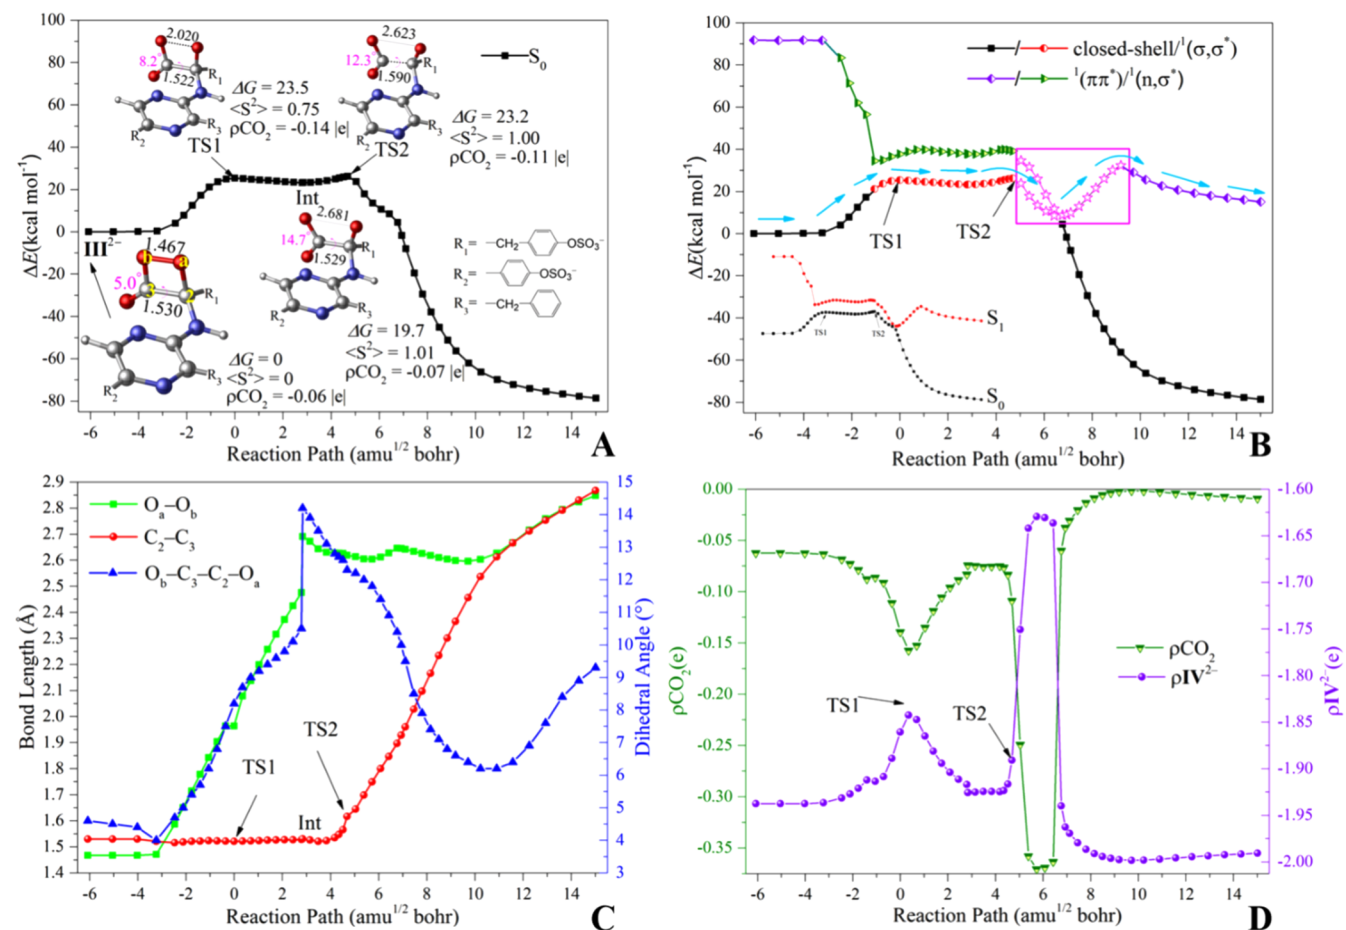 100
80
60
40
20
0
-20
-40
-60
-80
ΔE(kcal mol⁻¹)
-6 -4 -2 0 2 4 6 8 10 12 14
Reaction Path (amu^1/2 bohr)
A
S₀
2.020
8.2°
1.522
R₁
R₂
R₃
ΔG = 23.5
<S²> = 0.75
ρCO₂ = -0.14 |e|
TS1
2.623
12.3°
1.590
R₁
R₂
R₃
ΔG = 23.2
<S²> = 1.00
ρCO₂ = -0.11 |e|
TS2
Int
III²⁻
1.467
b a
5.0°
3 2
1.530
R₁
R₂
R₃
ΔG = 0
<S²> = 0
ρCO₂ = -0.06 |e|
2.681
14.7°
1.529
R₁
R₂
R₃
ΔG = 19.7
<S²> = 1.01
ρCO₂ = -0.07 |e|
R₁ = –CH₂– OSO₃⁻
R₂ = OSO₃⁻
R₃ = –CH₂–
100
80
60
40
20
0
-20
-40
-60
-80
ΔE(kcal mol⁻¹)
-6 -4 -2 0 2 4 6 8 10 12 14
Reaction Path (amu^1/2 bohr)
B
/ closed-shell/¹(σ,σ*)
/ ¹(ππ*)/¹(n,σ*)
TS1
TS2
TS1
TS2
S₁
S₀
2.9
2.8
2.7
2.6
2.5
2.4
2.3
2.2
2.1
2.0
1.9
1.8
1.7
1.6
1.5
1.4
Bond Length (Å)
Oₐ–O_b
C₂–C₃
O_b–C₃–C₂–Oₐ
TS1
TS2
Int
15
14
13
12
11
10
9
8
7
6
5
4
3
Dihedral Angle (°)
-6 -4 -2 0 2 4 6 8 10 12 14
Reaction Path (amu^1/2 bohr)
C
0.00
-0.05
-0.10
-0.15
-0.20
-0.25
-0.30
-0.35
ρCO₂(e)
ρCO₂
ρIV²⁻
TS1
TS2
-1.60
-1.65
-1.70
-1.75
-1.80
-1.85
-1.90
-1.95
-2.00
ρIV²⁻(e)
-6 -4 -2 0 2 4 6 8 10 12 14
Reaction Path (amu^1/2 bohr)
D